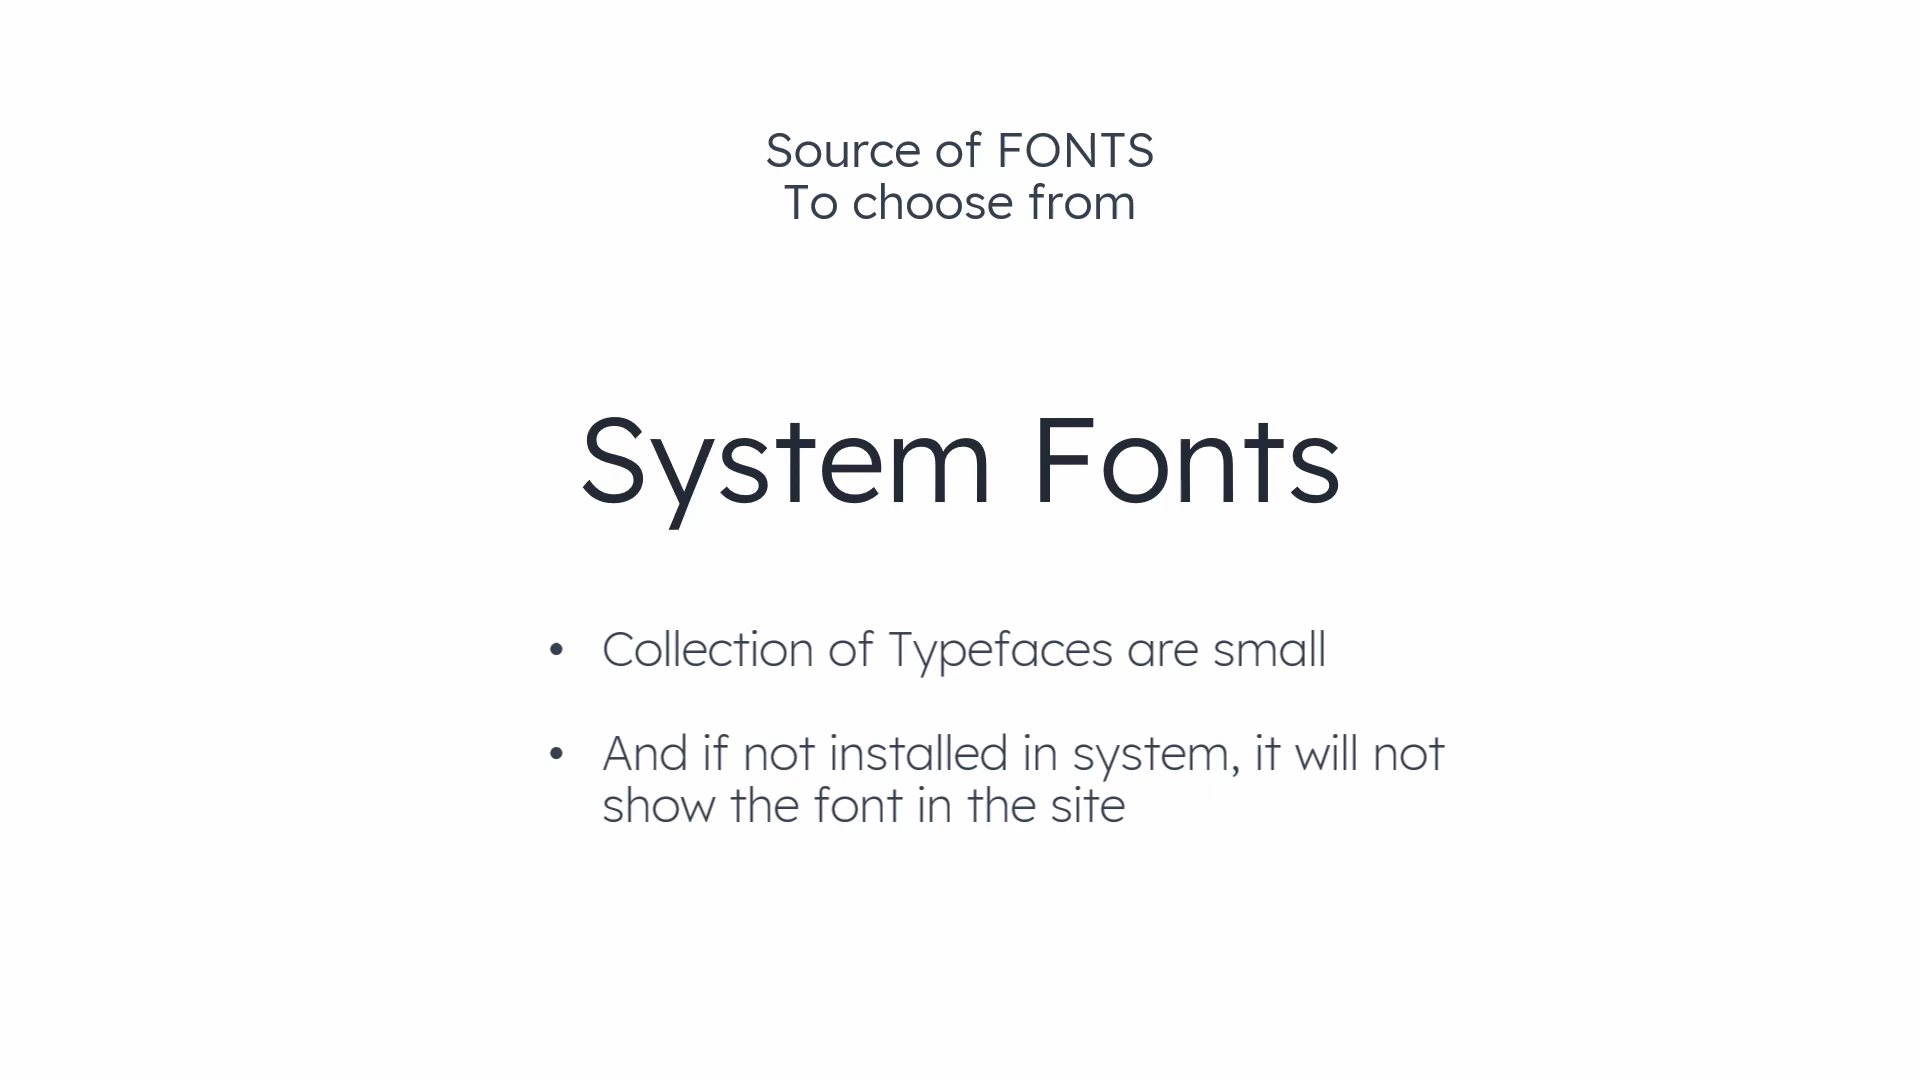 Source of FONTS
To choose from
System Fonts
• Collection of Typefaces are small
• And if not installed in system, it will not
show the font in the site